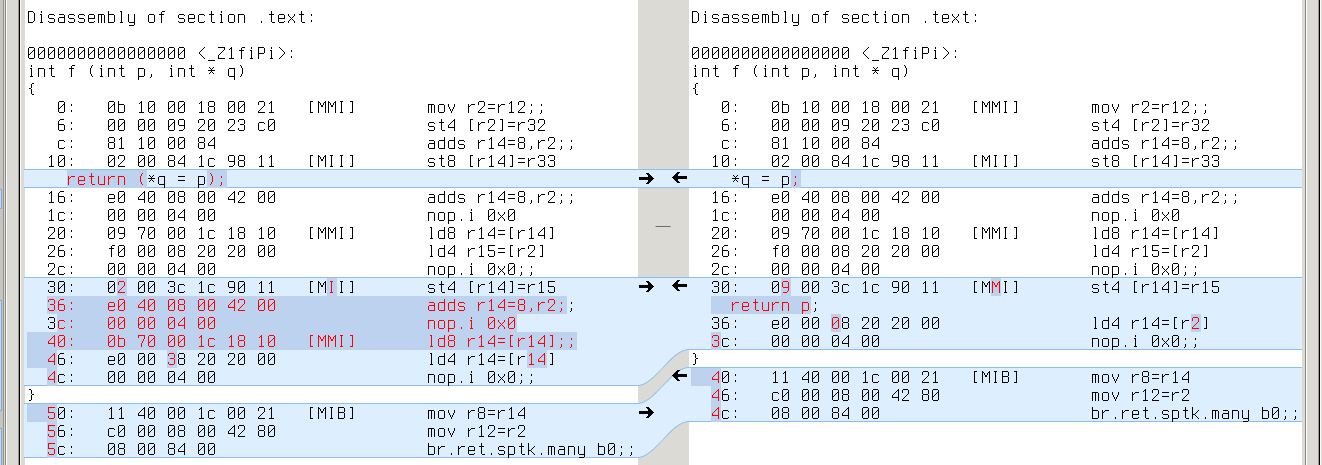 Disassembly of section .text:
0000000000000000 <_Z1fiPi>:
int f (int p, int * q)
{
0: 0b 10 00 18 00 21 [MMI] mov r2=r12;;
6: 00 00 09 20 23 c0 st4 [r2]=r32
c: 81 10 00 84 adds r14=8,r2;;
10: 02 00 84 1c 98 11 [MII] st8 [r14]=r33
return (*q = p);
16: e0 40 08 00 42 00 adds r14=8,r2;;
1c: 00 00 04 00 nop.i 0x0
20: 09 70 00 1c 18 10 [MMI] ld8 r14=[r14]
26: f0 00 08 20 20 00 ld4 r15=[r2]
2c: 00 00 04 00 nop.i 0x0;;
30: 02 00 3c 1c 90 11 [MII] st4 [r14]=r15
36: e0 40 08 00 42 00 adds r14=8,r2;;
3c: 00 00 04 00 nop.i 0x0
40: 0b 70 00 1c 18 10 [MMI] ld8 r14=[r14];;
46: e0 00 38 20 20 00 ld4 r14=[r14]
4c: 00 00 04 00 nop.i 0x0;;
}
50: 11 40 00 1c 00 21 [MIB] mov r8=r14
56: c0 00 08 00 42 80 mov r12=r2
5c: 08 00 84 00 br.ret.sptk.many b0;;
Disassembly of section .text:
0000000000000000 <_Z1fiPi>:
int f (int p, int * q)
{
0: 0b 10 00 18 00 21 [MMI] mov r2=r12;;
6: 00 00 09 20 23 c0 st4 [r2]=r32
c: 81 10 00 84 adds r14=8,r2;;
10: 02 00 84 1c 98 11 [MII] st8 [r14]=r33
*q = p;
16: e0 40 08 00 42 00 adds r14=8,r2;;
1c: 00 00 04 00 nop.i 0x0
20: 09 70 00 1c 18 10 [MMI] ld8 r14=[r14]
26: f0 00 08 20 20 00 ld4 r15=[r2]
2c: 00 00 04 00 nop.i 0x0;;
30: 09 00 3c 1c 90 11 [MMI] st4 [r14]=r15
return p;
36: e0 00 08 20 20 00 ld4 r14=[r2]
3c: 00 00 04 00 nop.i 0x0;;
}
40: 11 40 00 1c 00 21 [MIB] mov r8=r14
46: c0 00 08 00 42 80 mov r12=r2
4c: 08 00 84 00 br.ret.sptk.many b0;;